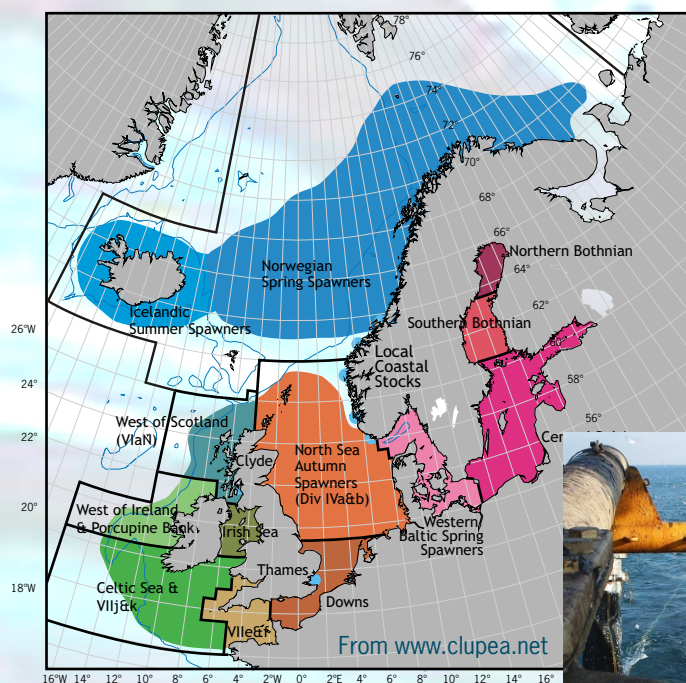 78°
76°
74°
72°
70°
68°
66°
Northern Bothnian
64°
Norwegian
Spring Spawners
62°
Icelandic
Summer Spawners
Southern Bothnian
60°
26°W
Local
Coastal
Stocks
58°
24°
56°
West of Scotland
(VIaN)
22°
Clyde
North Sea
Autumn
Spawners
(Div IVa&b)
20°
West of Ireland
& Porcupine Bank
Irish Sea
Western
Baltic Spring
Spawners
Thames
18°W
Celtic Sea &
VIIj&k
Downs
VIIe&f
From www.clupea.net
16°W 14° 12° 10° 8° 6° 4° 2°W 0° 2°E 4° 6° 8° 10° 12° 14° 16°